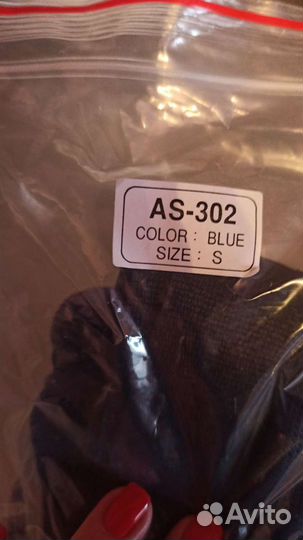 AS-302
COLOR : BLUE
SIZE : S
Avito